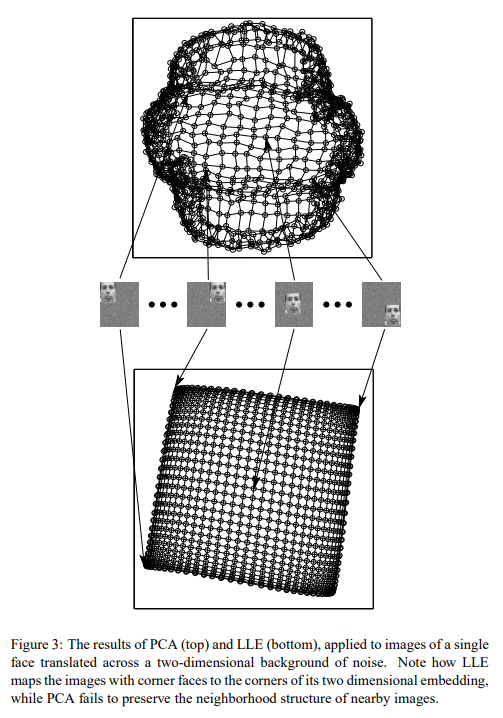 Figure 3: The results of PCA (top) and LLE (bottom), applied to images of a single
face translated across a two-dimensional background of noise. Note how LLE
maps the images with corner faces to the corners of its two dimensional embedding,
while PCA fails to preserve the neighborhood structure of nearby images.